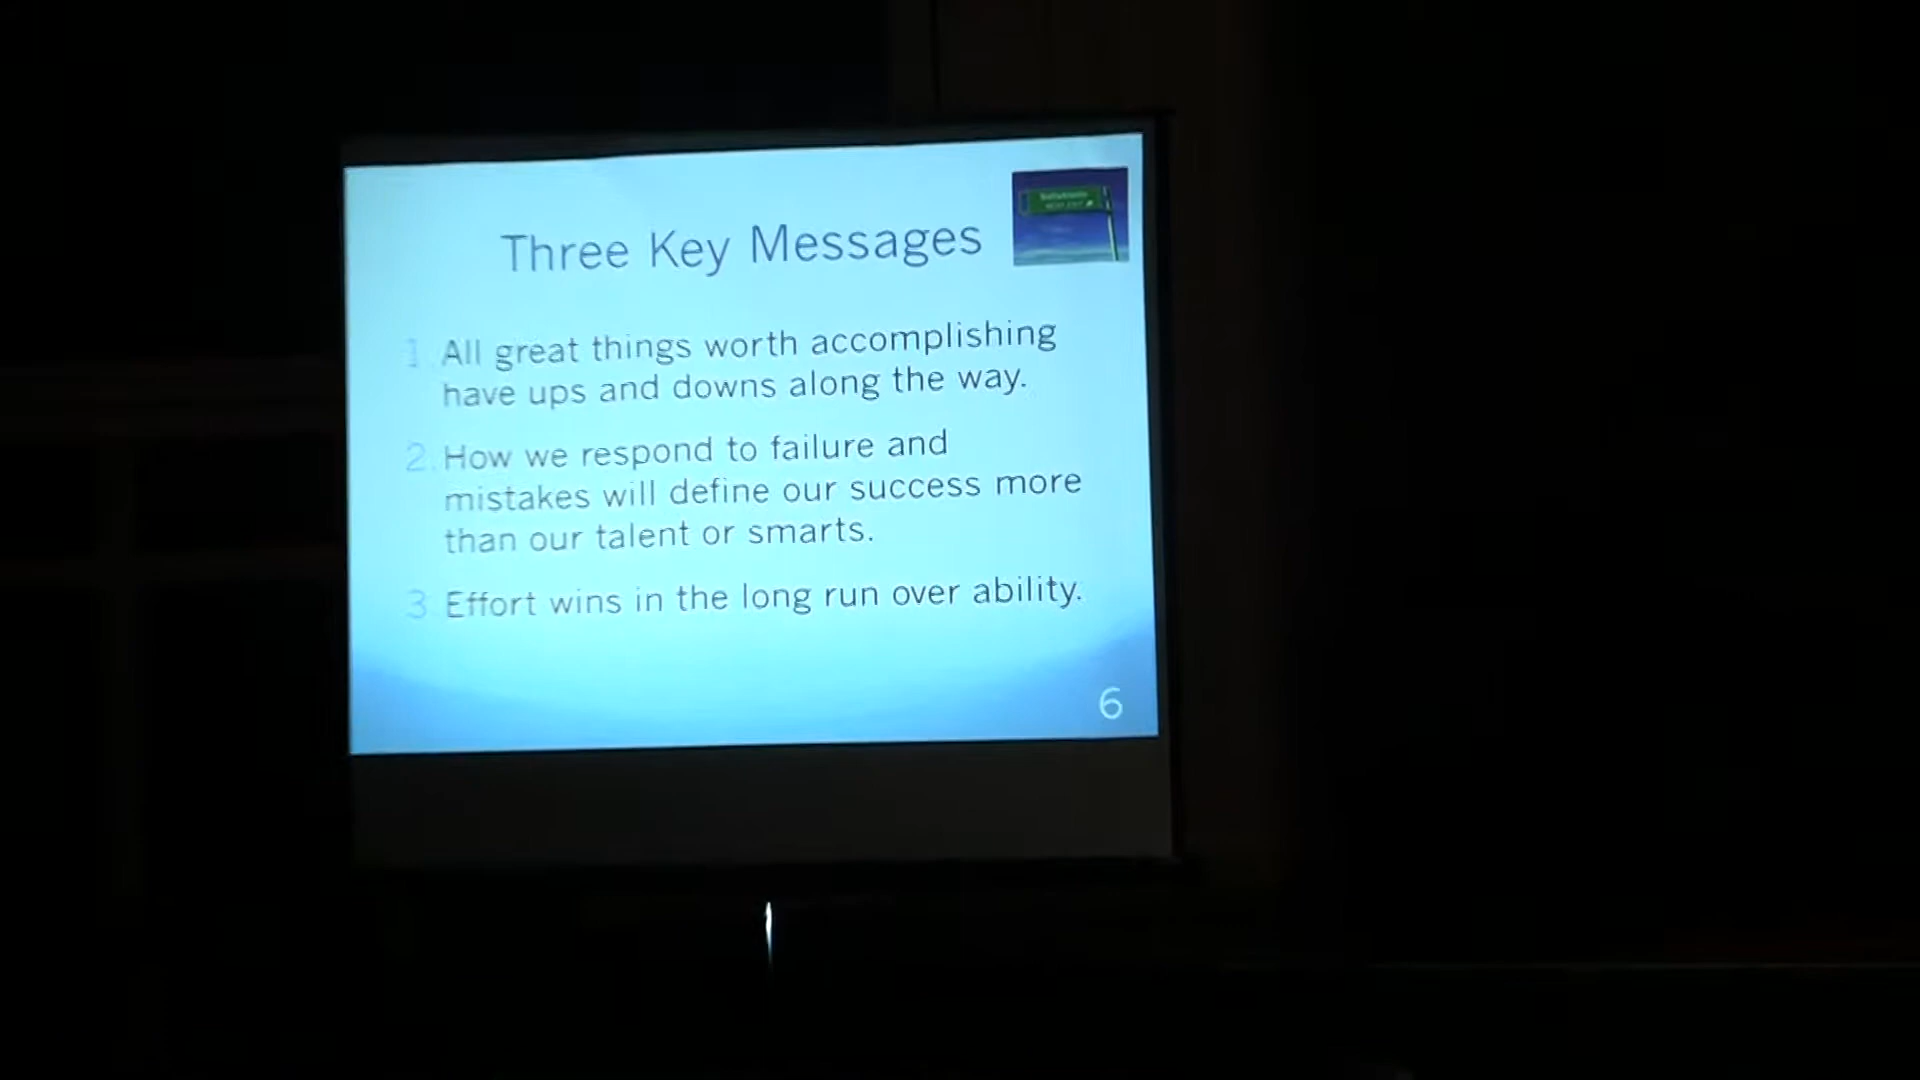 Three Key Messages
1. All great things worth accomplishing
have ups and downs along the way.
2. How we respond to failure and
mistakes will define our success more
than our talent or smarts.
3. Effort wins in the long run over ability.
6